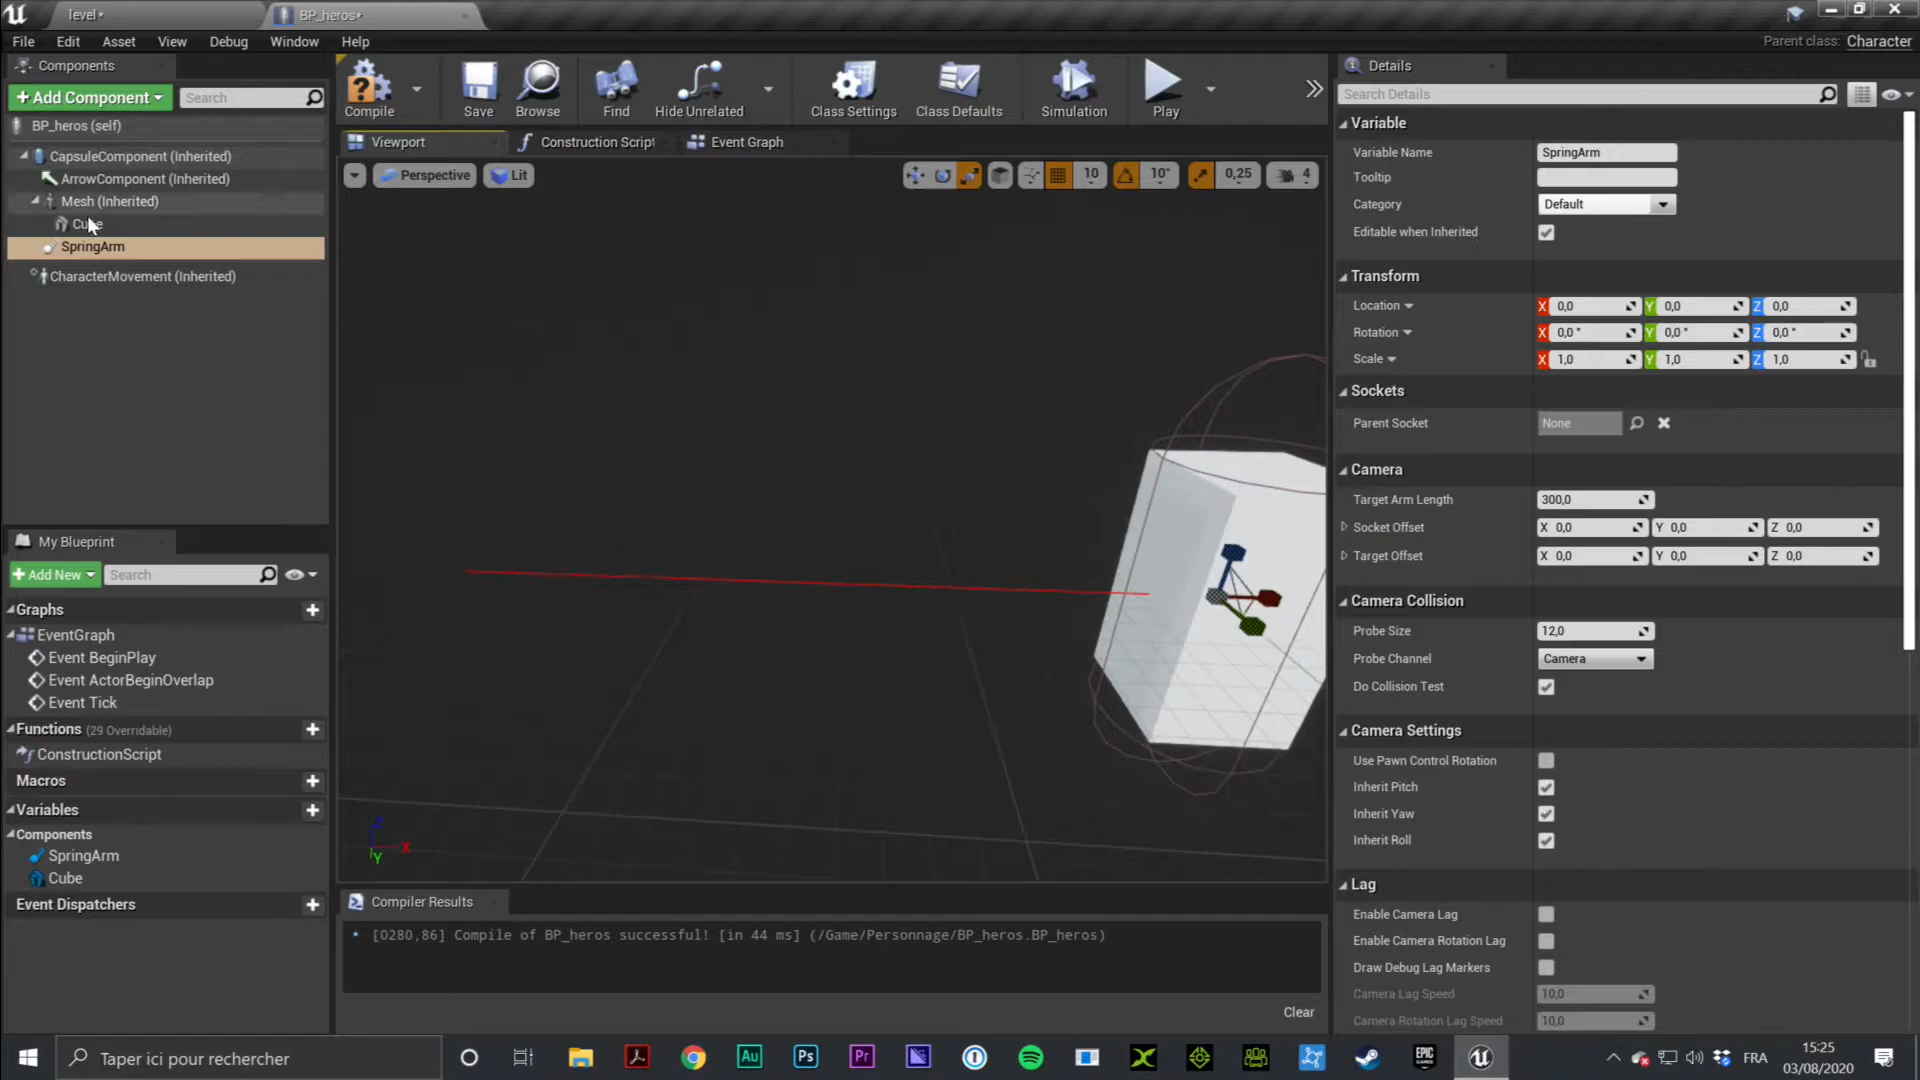 level*
BP_heros*
File Edit Asset View Debug Window Help
Parent class: Character
Components
Add Component
Search
BP_heros (self)
CapsuleComponent (Inherited)
ArrowComponent (Inherited)
Mesh (Inherited)
SpringArm
CharacterMovement (Inherited)
My Blueprint
Add New
Search
Graphs
EventGraph
Event BeginPlay
Event ActorBeginOverlap
Event Tick
Functions (29 Overridable)
ConstructionScript
Macros
Variables
Components
SpringArm
Cube
Event Dispatchers
Compile Save Browse Find Hide Unrelated Class Settings Class Defaults Simulation Play
Viewport Construction Script Event Graph
Perspective Lit 10 10° 0,25 4
Z
X
Y
Compiler Results
[0280,86] Compile of BP_heros successful! [in 44 ms] (/Game/Personnage/BP_heros.BP_heros)
Clear
Details
Search Details
Variable
Variable Name SpringArm
Tooltip
Category Default
Editable when Inherited
Transform
Location X 0,0 Y 0,0 Z 0,0
Rotation X 0,0 ° Y 0,0 ° Z 0,0 °
Scale X 1,0 Y 1,0 Z 1,0
Sockets
Parent Socket None
Camera
Target Arm Length 300,0
Socket Offset X 0,0 Y 0,0 Z 0,0
Target Offset X 0,0 Y 0,0 Z 0,0
Camera Collision
Probe Size 12,0
Probe Channel Camera
Do Collision Test
Camera Settings
Use Pawn Control Rotation
Inherit Pitch
Inherit Yaw
Inherit Roll
Lag
Enable Camera Lag
Enable Camera Rotation Lag
Draw Debug Lag Markers
Camera Lag Speed 10,0
Camera Rotation Lag Speed 10,0
Taper ici pour rechercher
Au Ps Pr
EPIC GAMES
FRA
15:25
03/08/2020